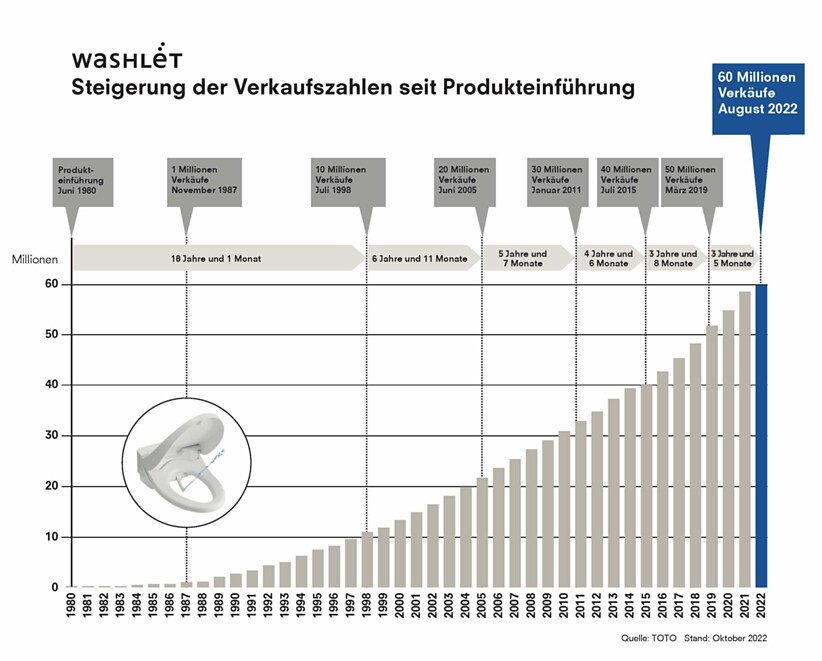 WASHLET
Steigerung der Verkaufszahlen seit Produkteinführung
60 Millionen
Verkäufe
August 2022
Produkt-
einführung
Juni 1980
1 Millionen
Verkäufe
November 1987
10 Millionen
Verkäufe
Juli 1998
20 Millionen
Verkäufe
Juni 2005
30 Millionen
Verkäufe
Januar 2011
40 Millionen
Verkäufe
Juli 2015
50 Millionen
Verkäufe
März 2019
Millionen
18 Jahre und 1 Monat
6 Jahre und 11 Monate
5 Jahre und
7 Monate
4 Jahre und
6 Monate
3 Jahre und
8 Monate
3 Jahre und
5 Monate
60
50
40
30
20
10
0
1980
1981
1982
1983
1984
1985
1986
1987
1988
1989
1990
1991
1992
1993
1994
1995
1996
1997
1998
1999
2000
2001
2002
2003
2004
2005
2006
2007
2008
2009
2010
2011
2012
2013
2014
2015
2016
2017
2018
2019
2020
2021
2022
Quelle: TOTO Stand: Oktober 2022